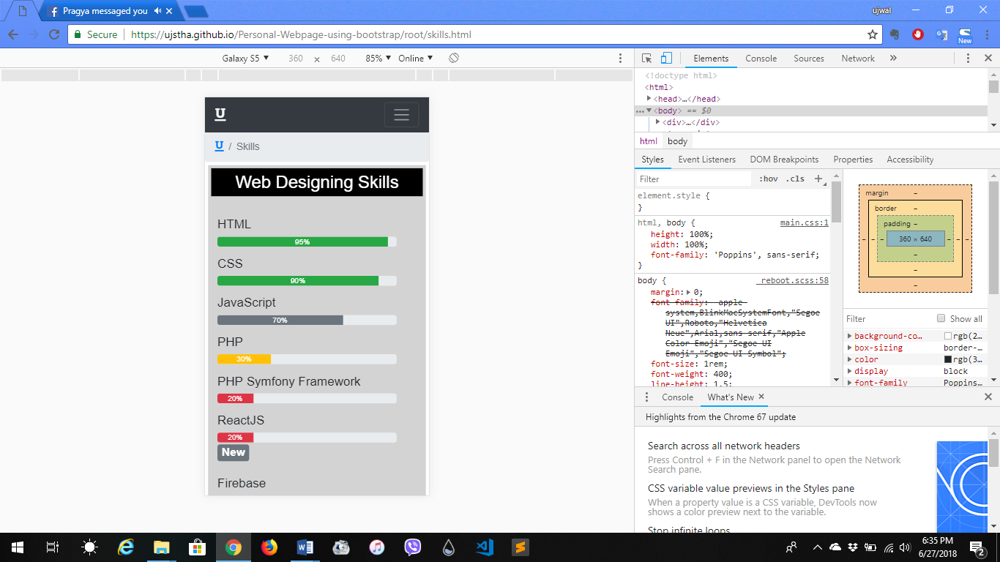 Pragya messaged you
ujwal
Secure https://ujstha.github.io/Personal-Webpage-using-bootstrap/root/skills.html
New
Galaxy S5 ▼ 360 × 640 85% ▼ Online ▼
U
U / Skills
Web Designing Skills
HTML
95%
CSS
90%
JavaScript
70%
PHP
30%
PHP Symfony Framework
20%
ReactJS
20%
New
Firebase
Elements Console Sources Network »
<!doctype html>
<html>
<head>…</head>
…<body> == $0
<div>…</div>
html body
Styles Event Listeners DOM Breakpoints Properties Accessibility
Filter :hov .cls +
element.style {
}
html, body { main.css:1
height: 100%;
width: 100%;
font-family: 'Poppins', sans-serif;
}
body { _reboot.scss:58
margin: 0;
font-family: -apple-
system,BlinkMacSystemFont,"Segoe
UI",Roboto,"Helvetica
Neue",Arial,sans-serif,"Apple
Color Emoji","Segoe UI
Emoji","Segoe UI Symbol";
font-size: 1rem;
font-weight: 400;
line-height: 1.5;
margin –
border –
padding –
– – – 360 × 640 – – –
–
–
–
Filter Show all
background-co… rgb(2…
box-sizing border-…
color rgb(3…
display block
font-family Poppins…
Console What's New ×
Highlights from the Chrome 67 update
Search across all network headers
Press Control + F in the Network panel to open the Network
Search pane.
CSS variable value previews in the Styles pane
When a property value is a CSS variable, DevTools now
shows a color preview next to the variable.
Stop infinite loops
6:35 PM
6/27/2018
2